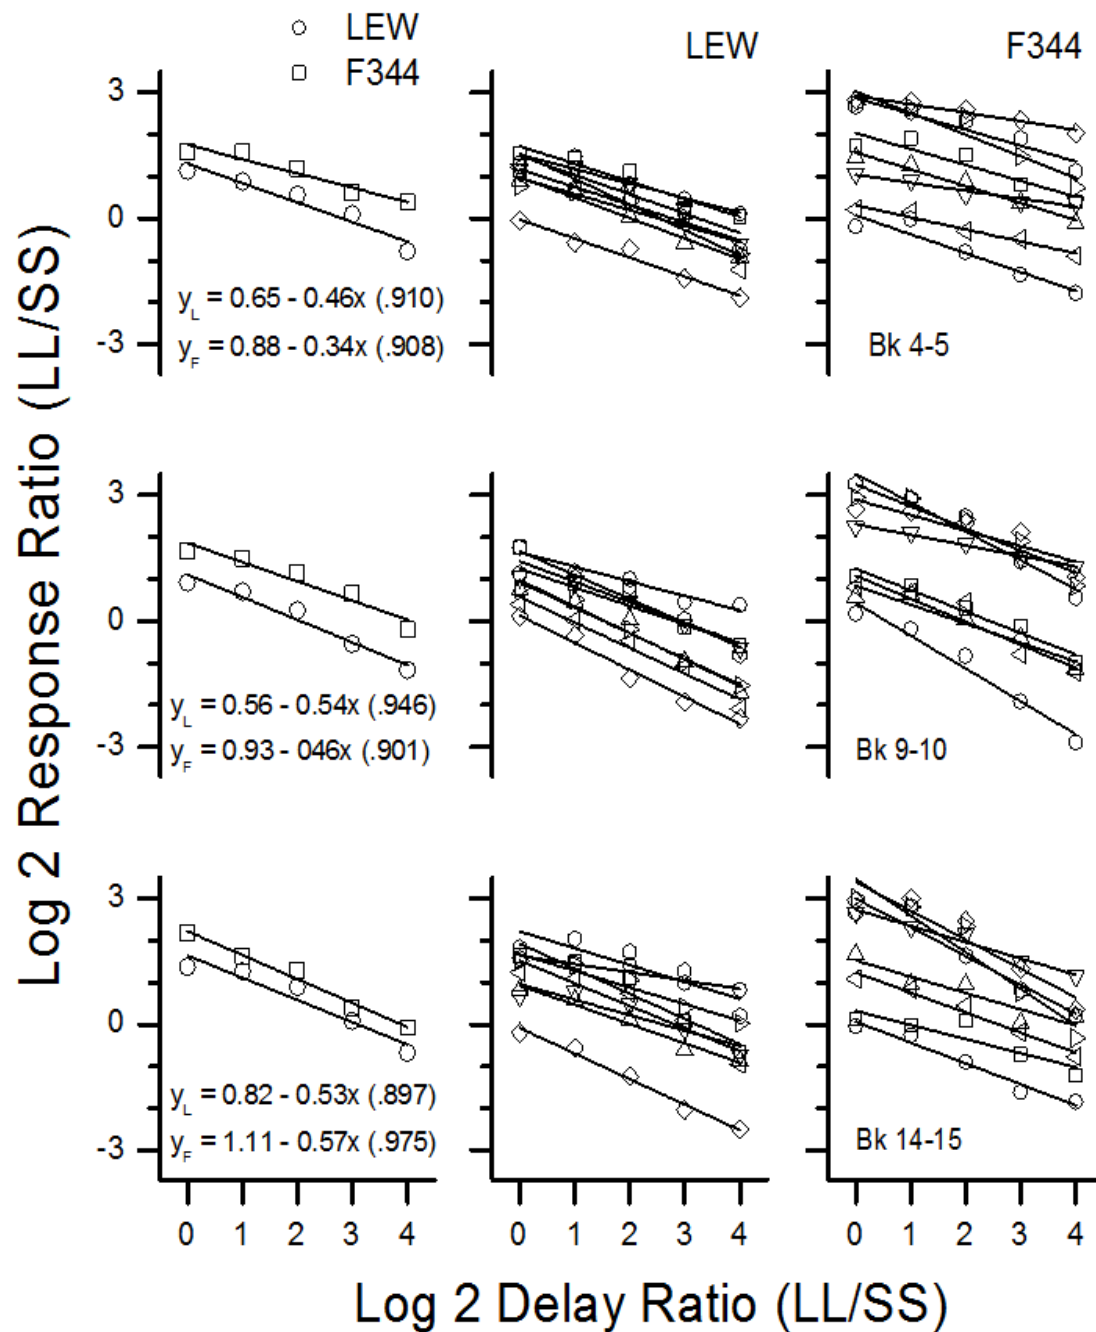 LEW
F344
LEW
F344
3
0
-3
y_L = 0.65 - 0.46x (.910)
y_F = 0.88 - 0.34x (.908)
Bk 4-5
3
0
-3
y_L = 0.56 - 0.54x (.946)
y_F = 0.93 - 046x (.901)
Bk 9-10
3
0
-3
y_L = 0.82 - 0.53x (.897)
y_F = 1.11 - 0.57x (.975)
Bk 14-15
0 1 2 3 4
0 1 2 3 4
0 1 2 3 4
Log 2 Response Ratio (LL/SS)
Log 2 Delay Ratio (LL/SS)